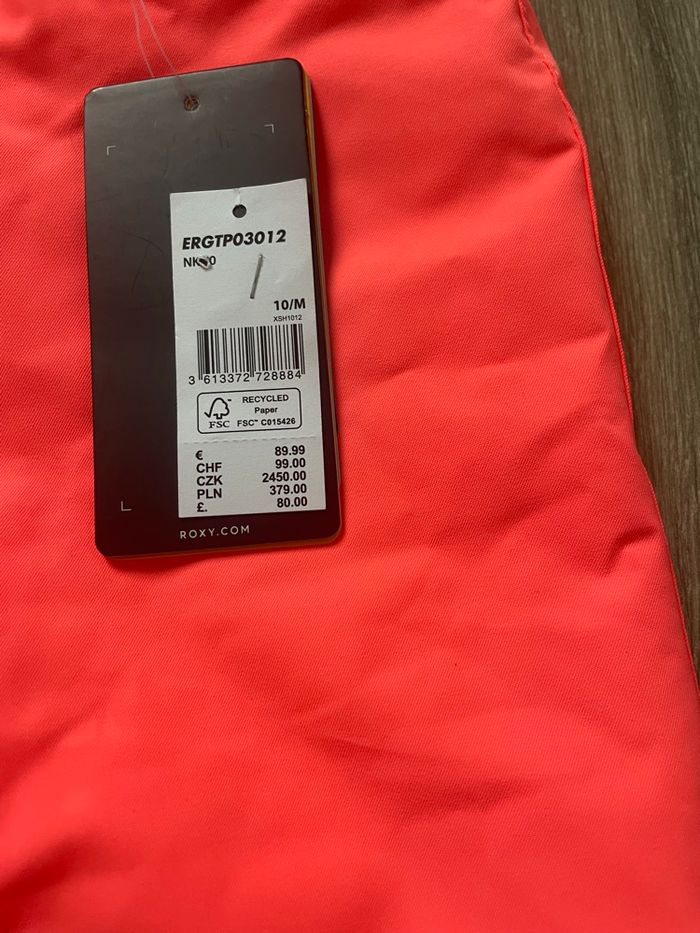 ERGTP03012
10/M
XSH1012
3 613372 728884
RECYCLED
Paper
FSC
FSC™ C015426
€ 89.99
CHF 99.00
CZK 2450.00
PLN 379.00
£. 80.00
ROXY.COM